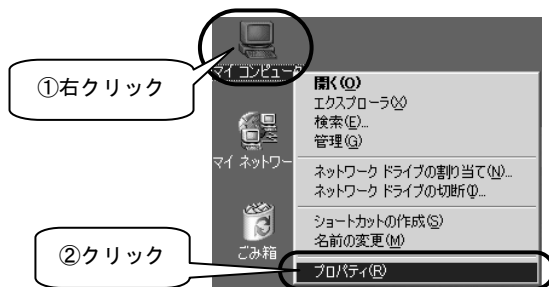 マイ コンピュータ
①右クリック
開く(O)
エクスプローラ(X)
検索(E)...
管理(G)
マイ ネットワー
ネットワーク ドライブの割り当て(N)...
ネットワーク ドライブの切断(I)...
ショートカットの作成(S)
名前の変更(M)
ごみ箱
②クリック
プロパティ(R)